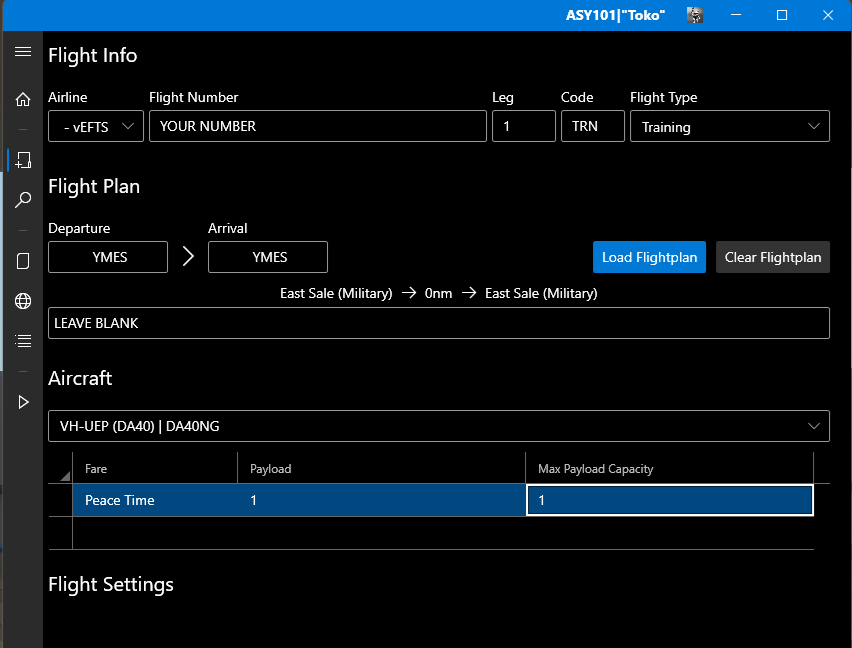 ASY101|"Toko"
Flight Info
Airline Flight Number Leg Code Flight Type
- vEFTS YOUR NUMBER 1 TRN Training
Flight Plan
Departure Arrival
YMES YMES Load Flightplan Clear Flightplan
East Sale (Military) → 0nm → East Sale (Military)
LEAVE BLANK
Aircraft
VH-UEP (DA40) | DA40NG
Fare Payload Max Payload Capacity
Peace Time 1 1
Flight Settings